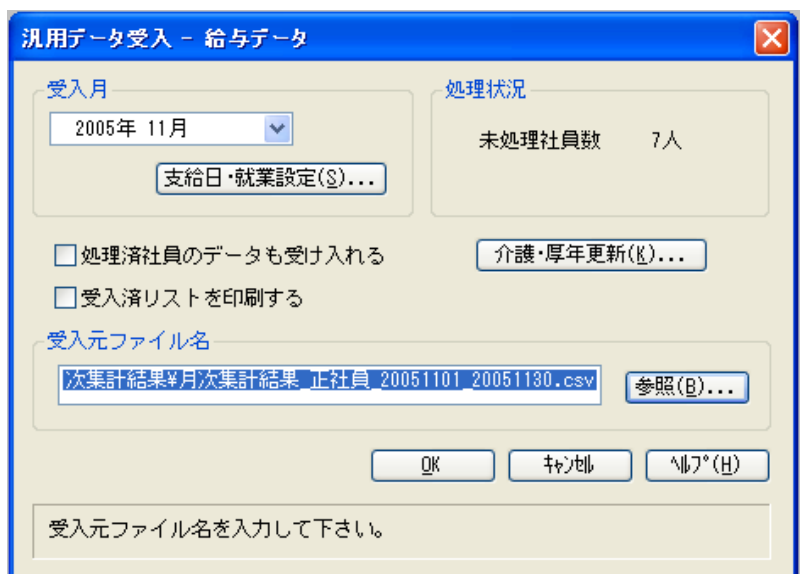 汎用データ受入 - 給与データ
受入月
2005年 11月
支給日・就業設定(S)...
処理状況
未処理社員数 7人
処理済社員のデータも受け入れる
介護・厚年更新(K)...
受入済リストを印刷する
受入元ファイル名
次集計結果¥月次集計結果_正社員_20051101_20051130.csv
参照(B)...
OK
ｷｬﾝｾﾙ
ﾍﾙﾌﾟ(H)
受入元ファイル名を入力して下さい。